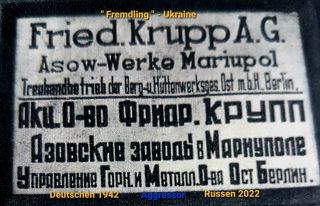 " Fremdling" - Ukraine
Fried. Krupp A.G.
Asow-Werke Mariupol
Treuhandbetrieb der Berg-u.Hüttenwerksges. Ost m.b.H. Berlin.
Акц. О-во Фридр. Крупп
Азовские заводы в Мариуполе
Управление Горн. и Металл. О-ва Ост Берлин.
Deutschen 1942 Aggressor Russen 2022